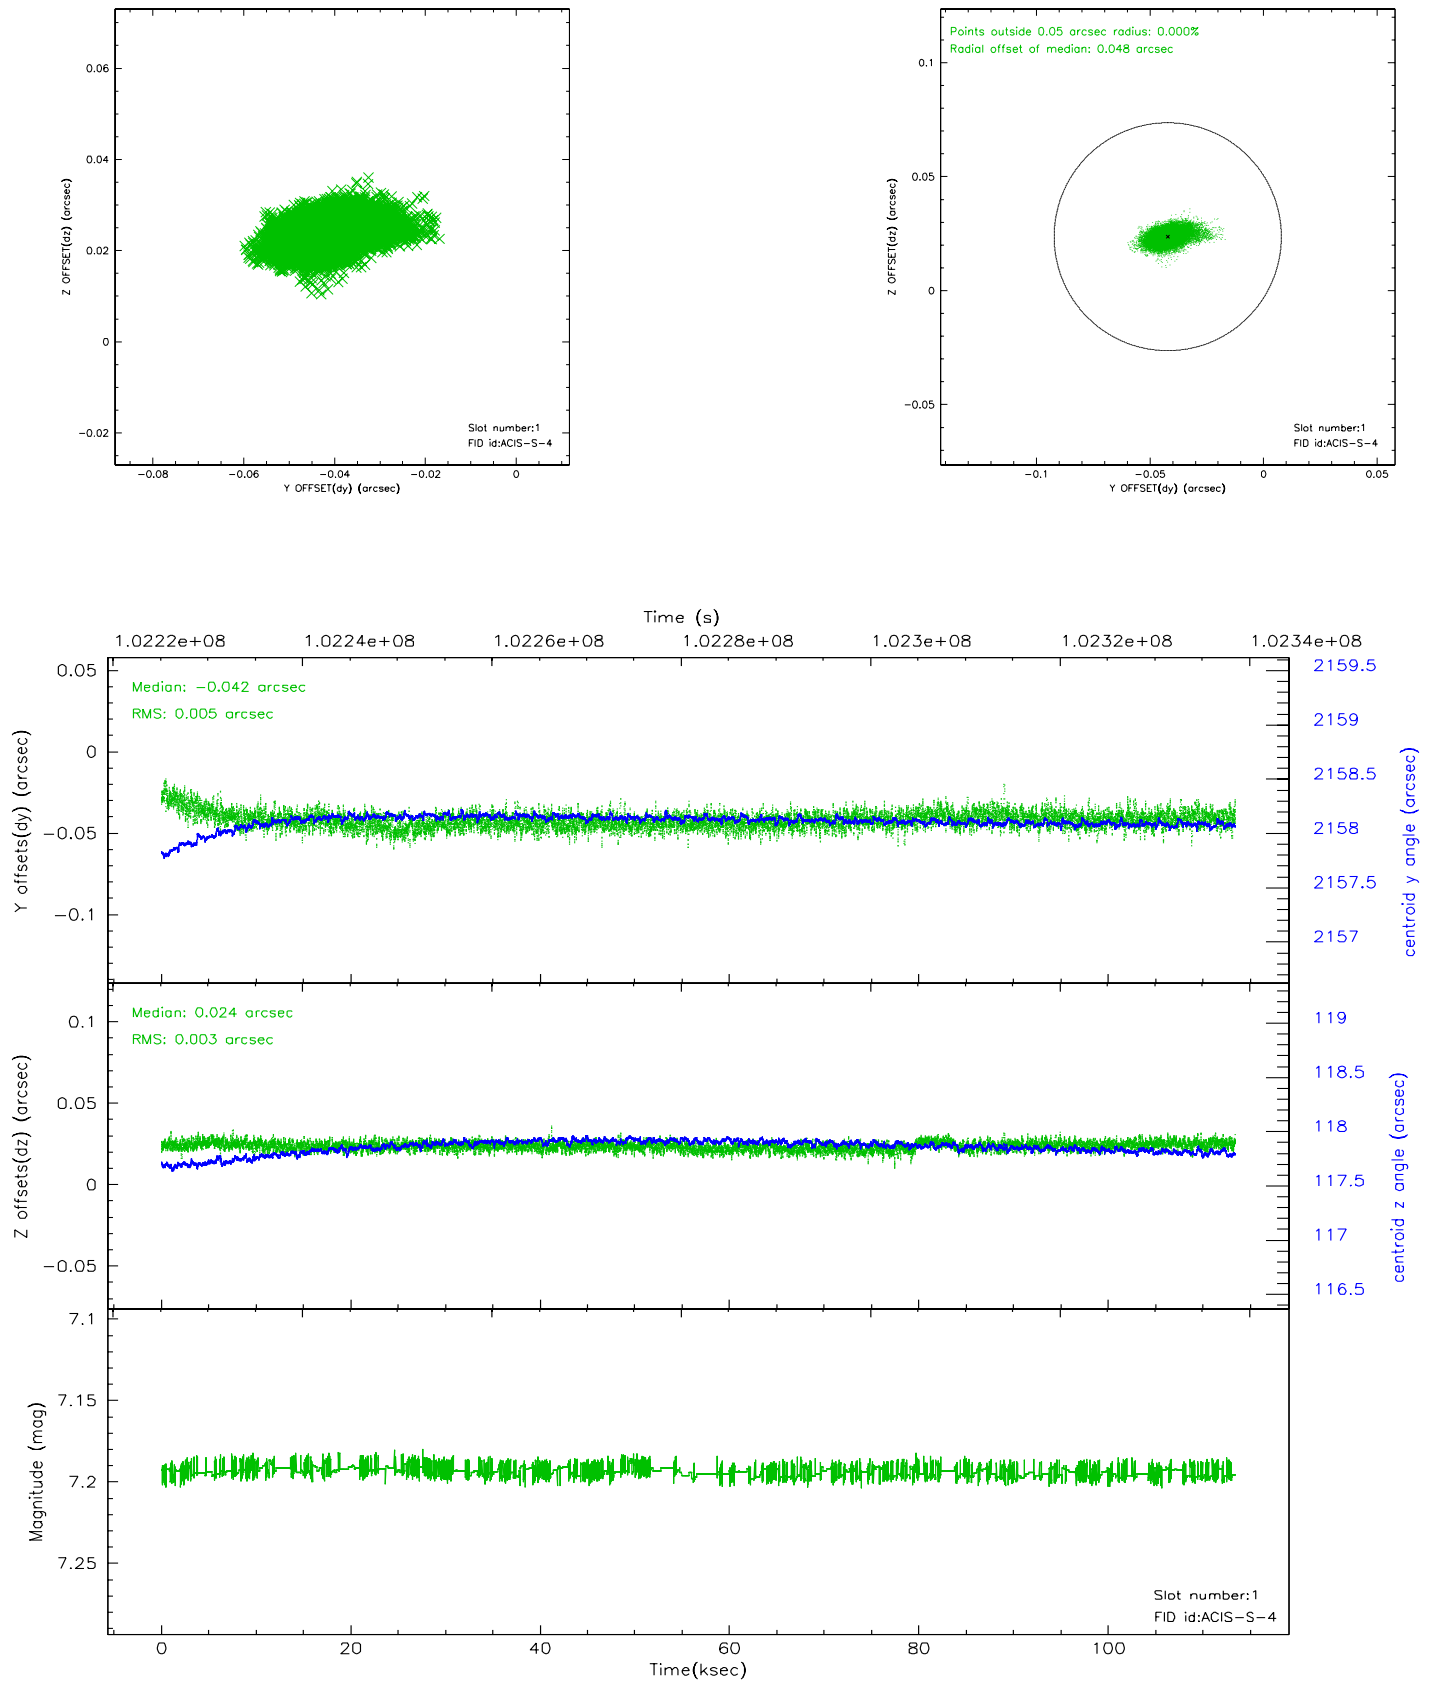 0.06
0.04
0.02
0
−0.02
Z OFFSET(dz) (arcsec)
Slot number:1
FID id:ACIS−S−4
−0.08
−0.06
−0.04
−0.02
0
Y OFFSET(dy) (arcsec)
Points outside 0.05 arcsec radius: 0.000%
Radial offset of median: 0.048 arcsec
0.1
0.05
0
−0.05
Z OFFSET(dz) (arcsec)
Slot number:1
FID id:ACIS−S−4
−0.1
−0.05
0
0.05
Y OFFSET(dy) (arcsec)
Time (s)
1.0222e+08
1.0224e+08
1.0226e+08
1.0228e+08
1.023e+08
1.0232e+08
1.0234e+08
Median: −0.042 arcsec
RMS: 0.005 arcsec
0.05
0
−0.05
−0.1
Y offsets(dy) (arcsec)
2159.5
2159
2158.5
2158
2157.5
2157
centroid y angle (arcsec)
Median: 0.024 arcsec
RMS: 0.003 arcsec
0.1
0.05
0
−0.05
Z offsets(dz) (arcsec)
119
118.5
118
117.5
117
116.5
centroid z angle (arcsec)
7.1
7.15
7.2
7.25
Magnitude (mag)
Slot number:1
FID id:ACIS−S−4
0
20
40
60
80
100
Time(ksec)